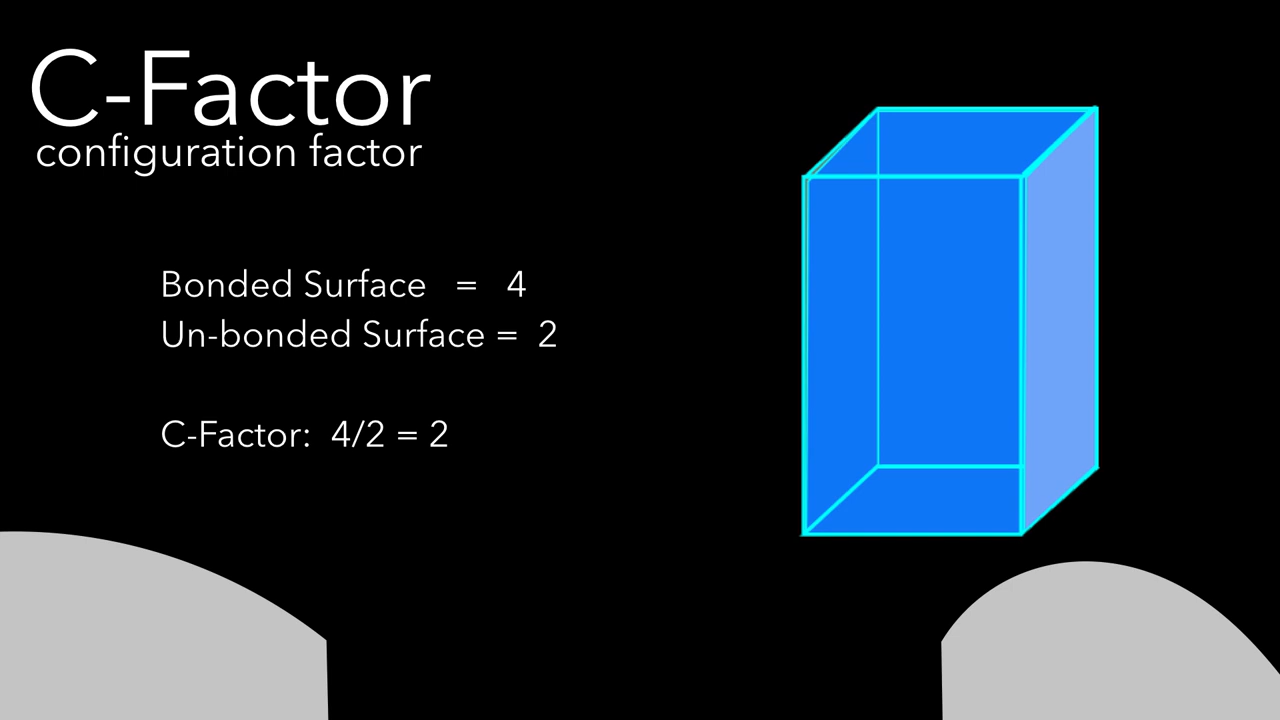 C-Factor
configuration factor
Bonded Surface = 4
Un-bonded Surface = 2
C-Factor: 4/2 = 2